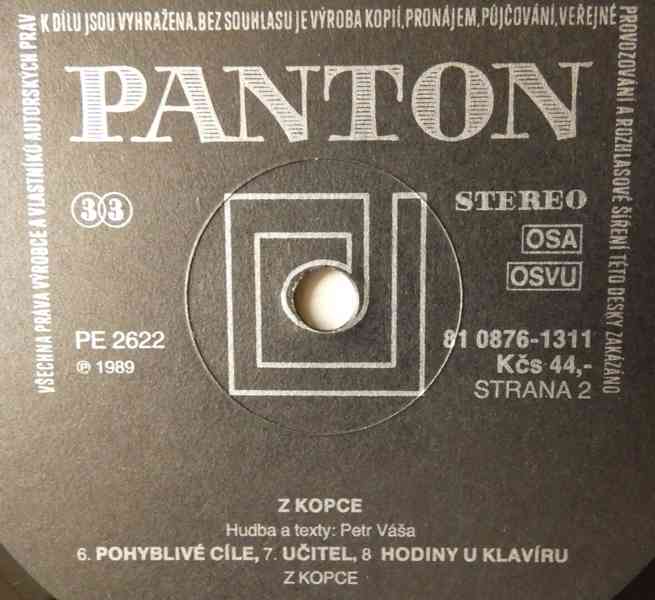 VŠECHNA PRÁVA VÝROBCE A VLASTNÍKŮ AUTORSKÝCH PRÁV
K DÍLU JSOU VYHRAŽENA. BEZ SOUHLASU JE VÝROBA KOPIÍ, PRONÁJEM, PŮJČOVÁNÍ, VEŘEJNÉ
PROVOZOVÁNÍ A ROZHLASOVÉ ŠÍŘENÍ TÉTO DESKY ZAKÁZÁNO
PANTON
33
STEREO
OSA
OSVU
PE 2622
℗ 1989
81 0876-1311
Kčs 44,-
STRANA 2
Z KOPCE
Hudba a texty: Petr Váša
6. POHYBLIVÉ CÍLE, 7. UČITEL, 8 HODINY U KLAVÍRU
Z KOPCE